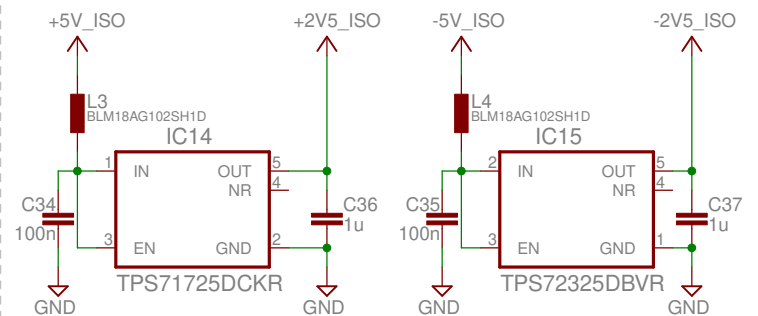 +5V_ISO
+2V5_ISO
-5V_ISO
-2V5_ISO
L3
BLM18AG102SH1D
L4
BLM18AG102SH1D
IC14
IC15
1
IN
OUT
5
NR
4
2
IN
OUT
5
NR
4
C34
100n
C36
1u
C35
100n
C37
1u
3
EN
GND
2
3
EN
GND
1
TPS71725DCKR
TPS72325DBVR
GND
GND
GND
GND